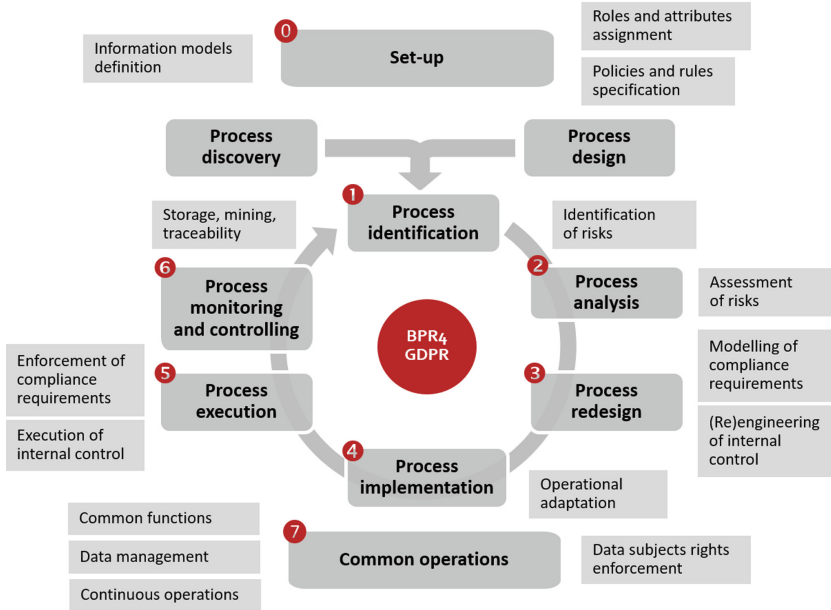 0
Set-up
Information models
definition
Roles and attributes
assignment
Policies and rules
specification
Process
discovery
Process
design
1
Process
identification
Storage, mining,
traceability
Identification
of risks
6
Process
monitoring
and controlling
2
Process
analysis
Assessment
of risks
BPR4
GDPR
Enforcement of
compliance
requirements
Execution of
internal control
5
Process
execution
3
Process
redesign
Modelling of
compliance
requirements
(Re)engineering
of internal
control
4
Process
implementation
Operational
adaptation
Common functions
Data management
Continuous operations
7
Common operations
Data subjects rights
enforcement